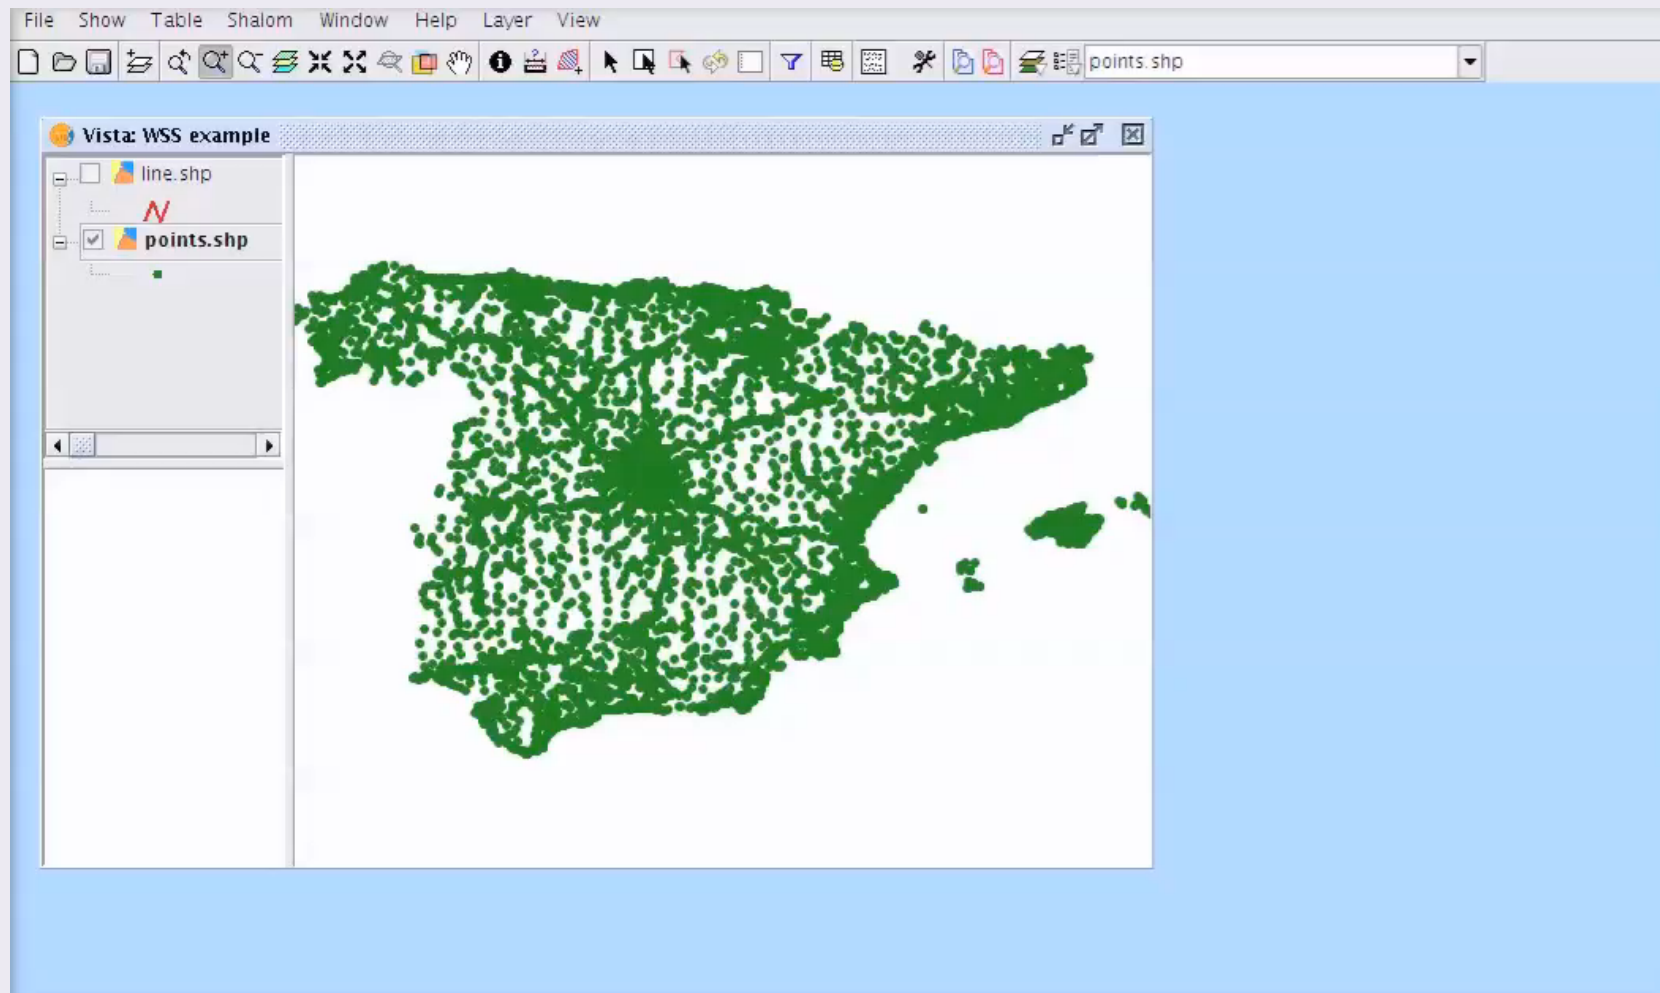 File Show Table Shalom Window Help Layer View
points.shp
Vista: WSS example
line.shp
points.shp